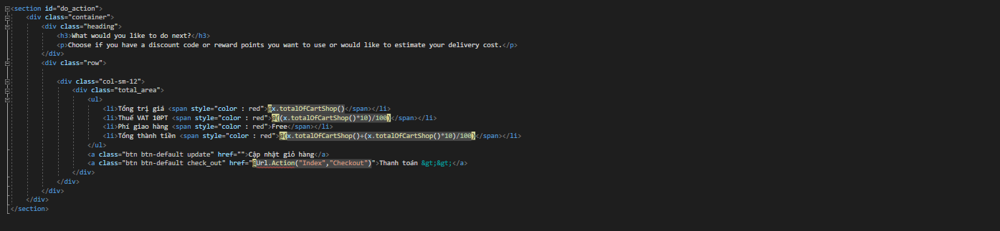 <section id="do_action">
<div class="container">
<div class="heading">
<h3>What would you like to do next?</h3>
<p>Choose if you have a discount code or reward points you want to use or would like to estimate your delivery cost.</p>
</div>
<div class="row">
<div class="col-sm-12">
<div class="total_area">
<ul>
<li>Tổng trị giá <span style="color : red">@x.totalOfCartShop()</span></li>
<li>Thuế VAT 10PT <span style="color : red">@((x.totalOfCartShop()*10)/100)</span></li>
<li>Phí giao hàng <span style="color : red">Free</span></li>
<li>Tổng thành tiền <span style="color : red">@(x.totalOfCartShop()+(x.totalOfCartShop()*10)/100)</span></li>
</ul>
<a class="btn btn-default update" href="">Cập nhật giỏ hàng</a>
<a class="btn btn-default check_out" href="@Url.Action("Index","Checkout")">Thanh toán &gt;&gt;</a>
</div>
</div>
</div>
</div>
</section>